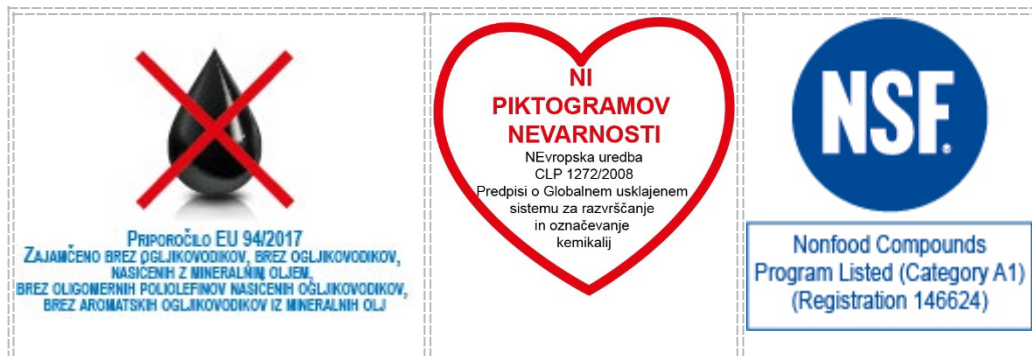 PRIPOROČILO EU 94/2017
ZAJAMČENO BREZ OGLJIKOVODIKOV, BREZ OGLJIKOVODIKOV,
NASIČENIH Z MINERALNIM OLJEM,
BREZ OLIGOMERNIH POLIOLEFINOV NASIČENIH OGLJIKOVODIKOV,
BREZ AROMATSKIH OGLJIKOVODIKOV IZ MINERALNIH OLJ
NI
PIKTOGRAMOV
NEVARNOSTI
NEvropska uredba
CLP 1272/2008
Predpisi o Globalnem usklajenem
sistemu za razvrščanje
in označevanje
kemikalij
NSF®
Nonfood Compounds
Program Listed (Category A1)
(Registration 146624)